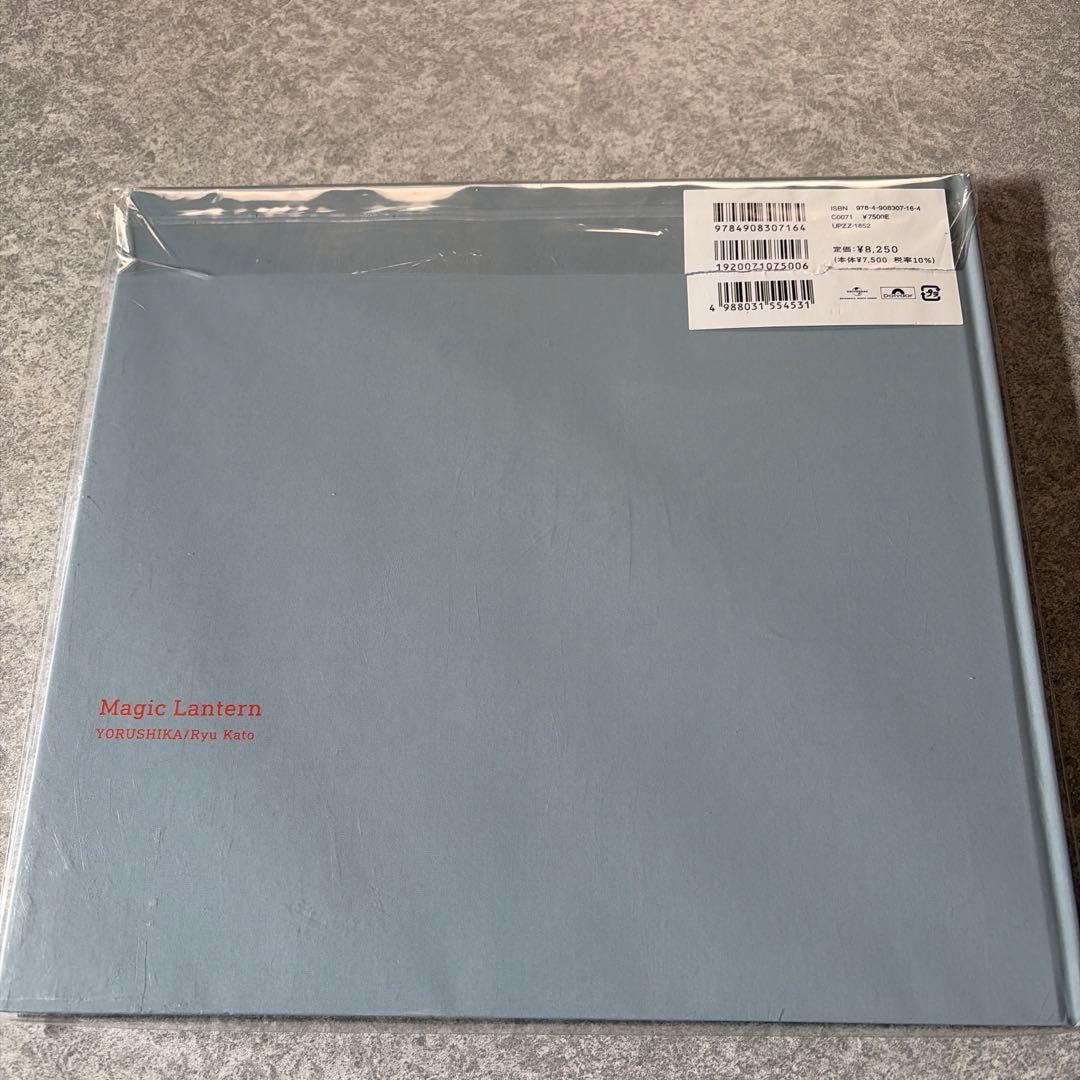 ISBN 978-4-908307-16-4
C0071 ¥7500E
UPZZ-1852
9784908307164
定価:¥8,250
(本体¥7,500 税率10%)
1920071075006
4 988031 554531
Polydor
Magic Lantern
YORUSHIKA/Ryu Kato